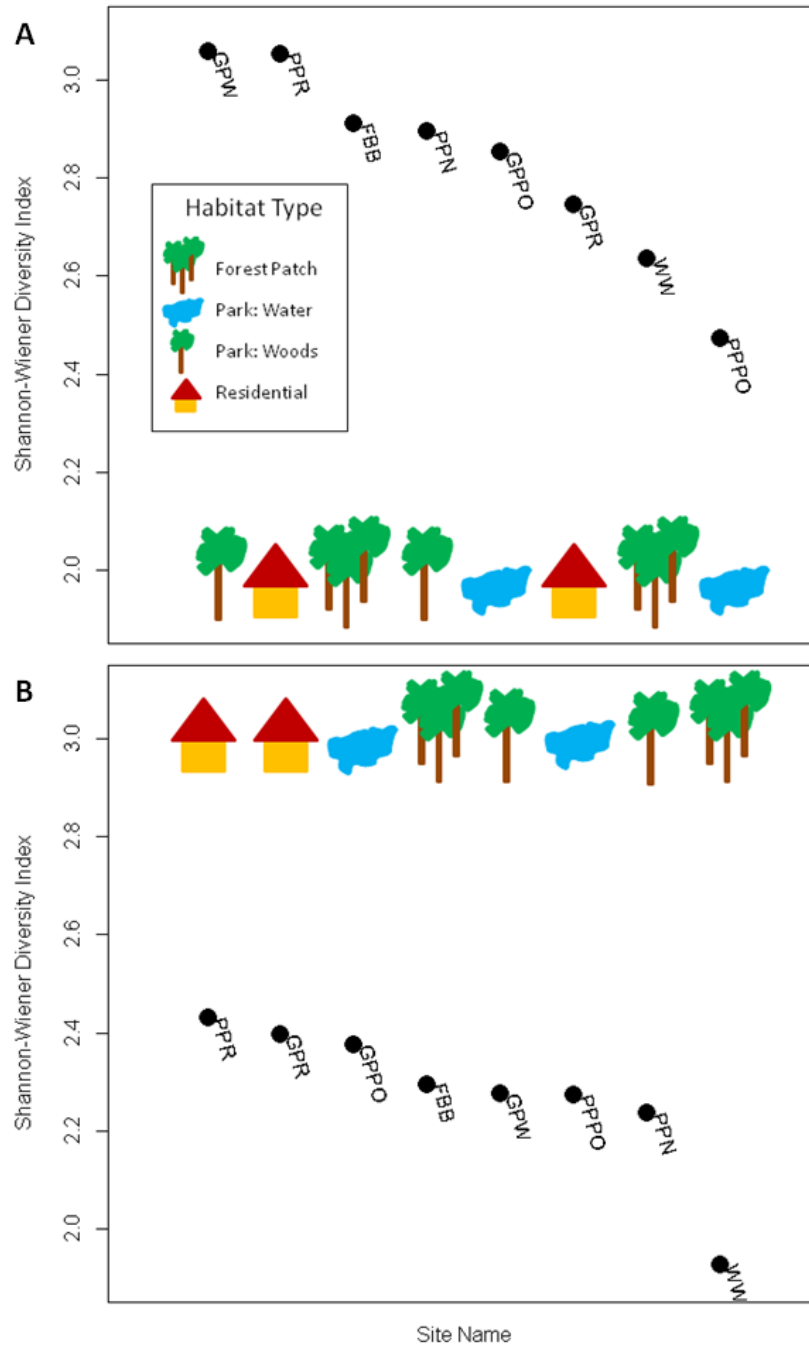 A
Shannon-Wiener Diversity Index
3.0
2.8
2.6
2.4
2.2
2.0
GPW
PPR
FBB
PPN
GPPO
GPR
WW
PPPO
Habitat Type
Forest Patch
Park: Water
Park: Woods
Residential
B
Shannon-Wiener Diversity Index
3.0
2.8
2.6
2.4
2.2
2.0
PPR
GPR
GPPO
FBB
GPW
PPPO
PPN
WW
Site Name